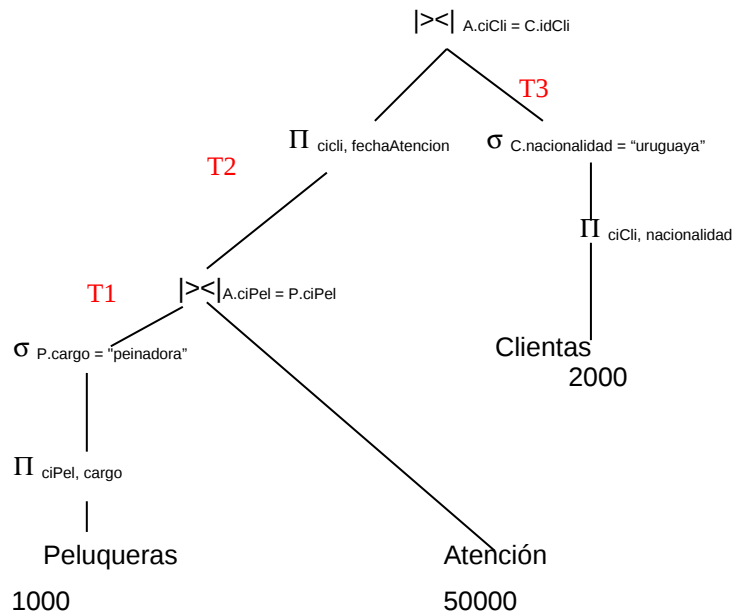 |><| A.ciCli = C.idCli
T3
Π cicli, fechaAtencion
σ C.nacionalidad = “uruguaya”
T2
Π ciCli, nacionalidad
T1
|><| A.ciPel = P.ciPel
σ P.cargo = "peinadora”
Clientas
2000
Π ciPel, cargo
Peluqueras
Atención
1000
50000